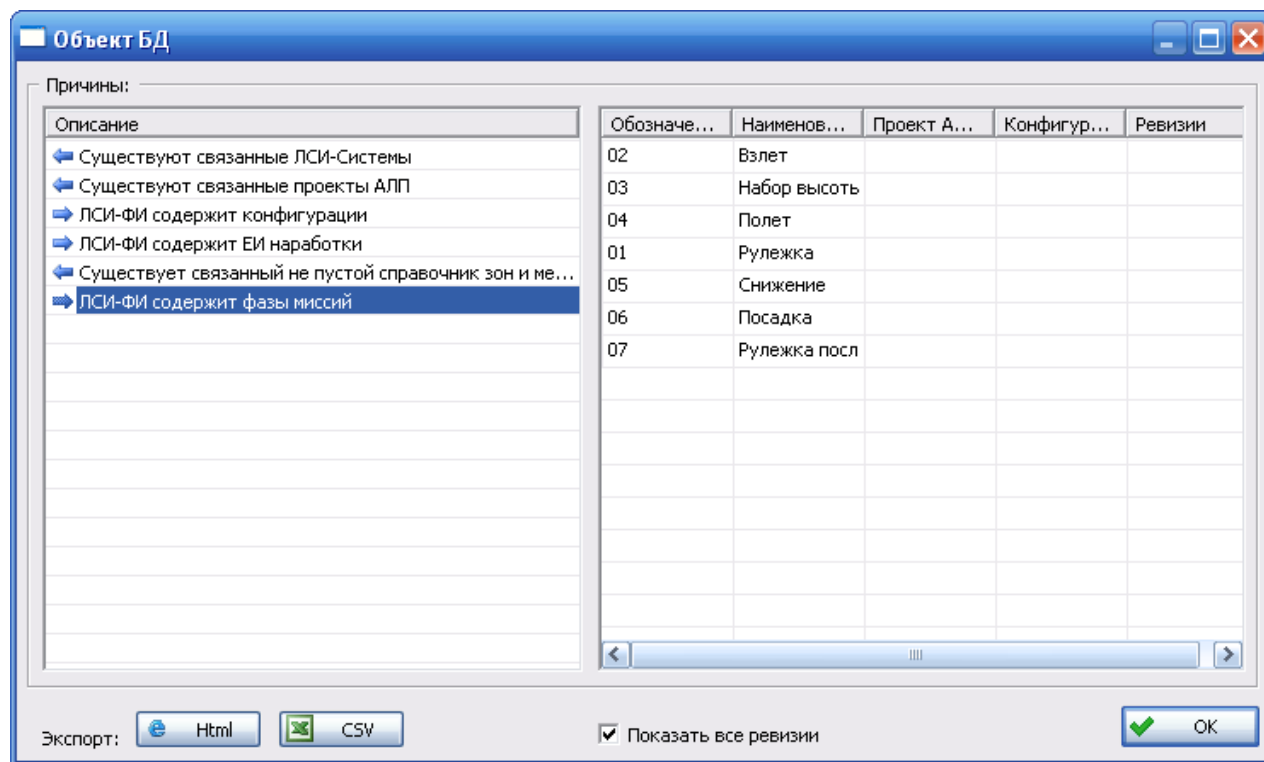 Объект БД
Причины:
Описание
Существуют связанные ЛСИ-Системы
Существуют связанные проекты АЛП
ЛСИ-ФИ содержит конфигурации
ЛСИ-ФИ содержит ЕИ наработки
Существует связанный не пустой справочник зон и ме...
ЛСИ-ФИ содержит фазы миссий
Обозначе... Наименов... Проект А... Конфигур... Ревизии
02 Взлет
03 Набор высоть
04 Полет
01 Рулежка
05 Снижение
06 Посадка
07 Рулежка посл
Экспорт: Html CSV
Показать все ревизии
OK